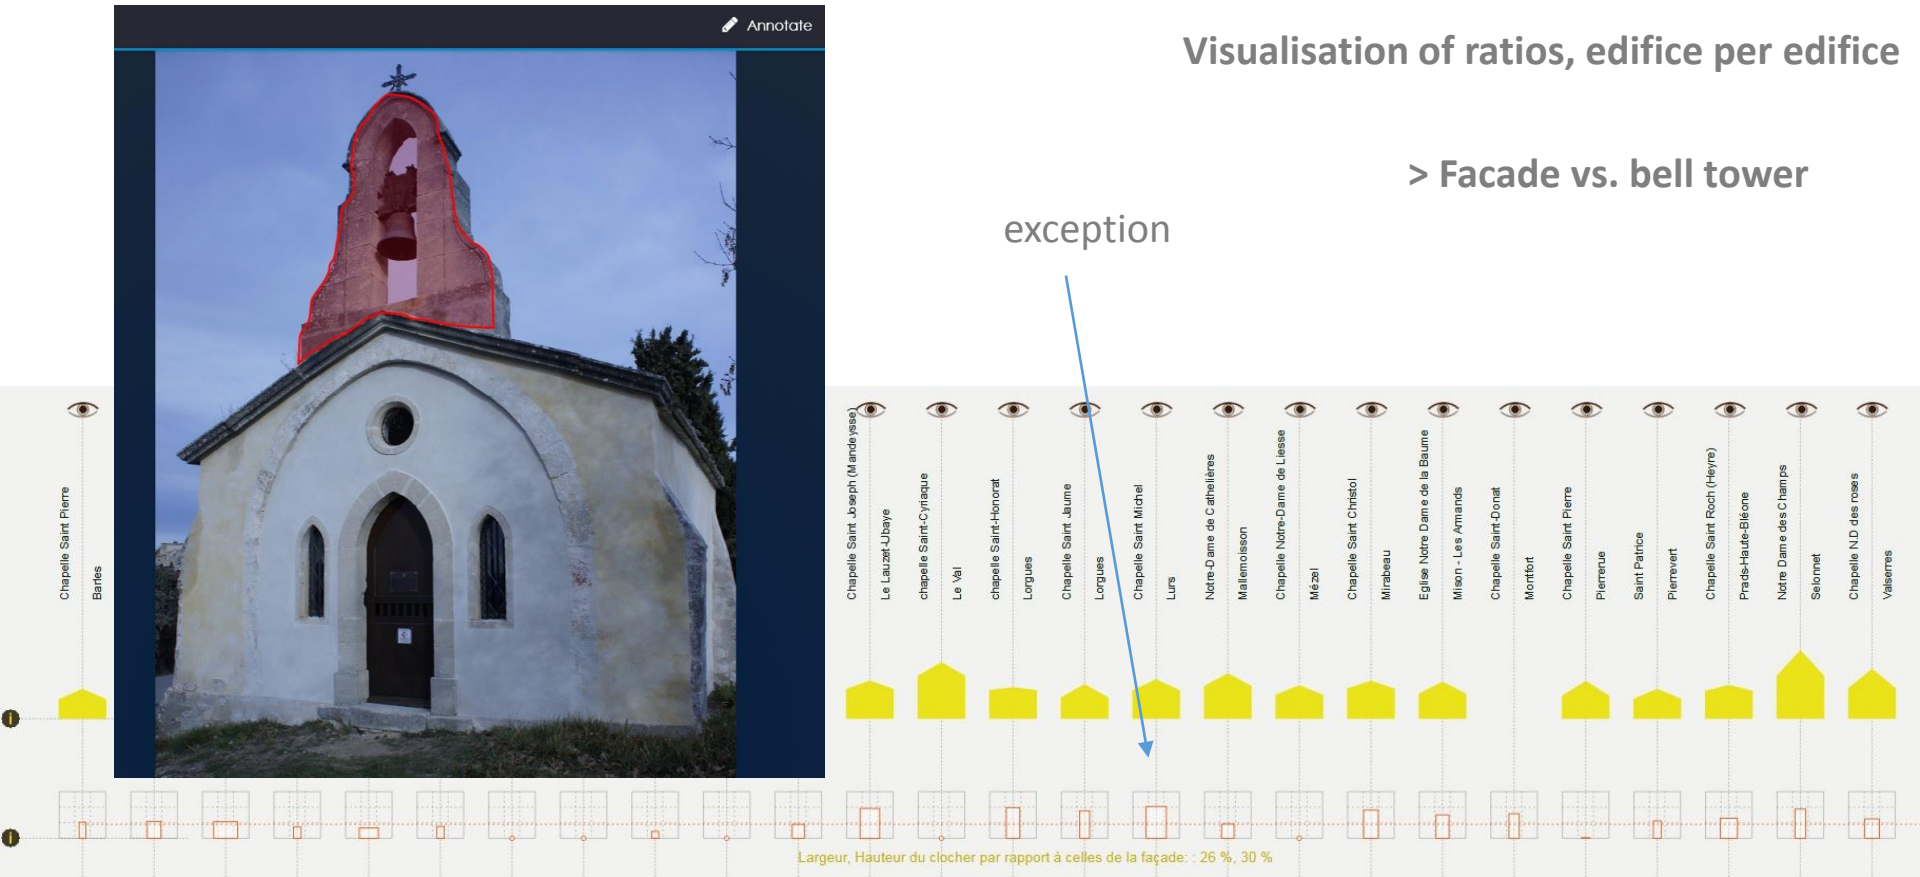 Annotate
Visualisation of ratios, edifice per edifice
> Facade vs. bell tower
exception
Chapelle Saint Pierre
Barles
Chapelle Saint Joseph (Mandeysse)
Le Lauzet-Ubaye
chapelle Saint-Cyriaque
Le Val
chapelle Saint-Honorat
Lorgues
Chapelle Saint Jaume
Lorgues
Chapelle Saint Michel
Lurs
Notre-Dame de Cathelières
Mallemoisson
Chapelle Notre-Dame de Liesse
Mézel
Chapelle Saint Christol
Mirabeau
Eglise Notre Dame de la Baume
Mison - Les Armands
Chapelle Saint-Donat
Montfort
Chapelle Saint Pierre
Pierrerue
Saint Patrice
Pierrevert
Chapelle Saint Roch (Heyre)
Prads-Haute-Bléone
Notre Dame des Champs
Selonnet
Chapelle N.D des roses
Valserres
Largeur, Hauteur du clocher par rapport à celles de la façade: : 26 %, 30 %